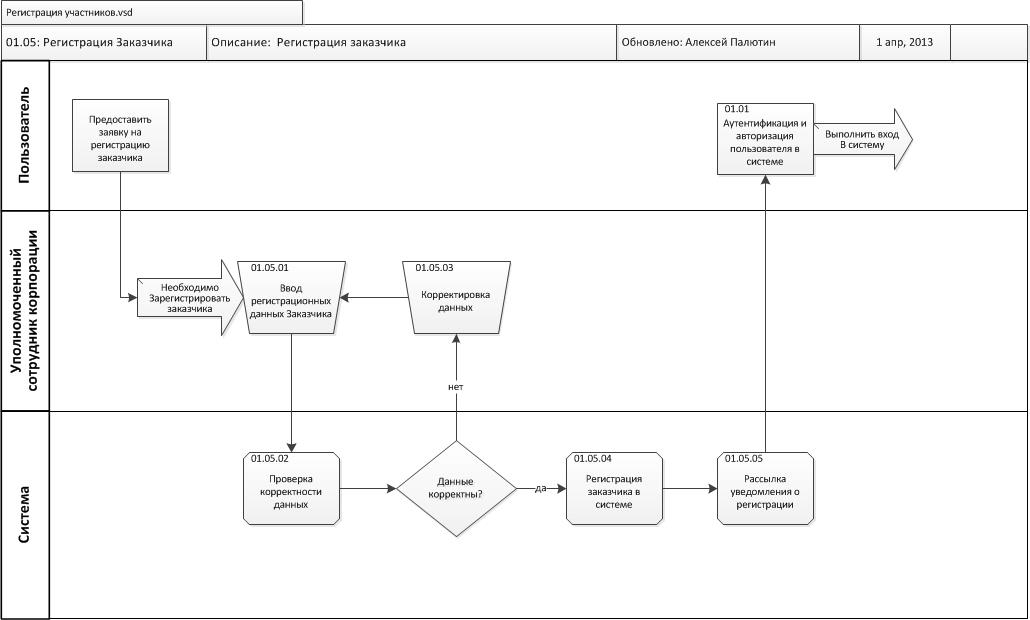 Регистрация участников.vsd
01.05: Регистрация Заказчика
Описание:  Регистрация заказчика
Обновлено: Алексей Палютин
1 апр, 2013
Пользователь
Предоставить
заявку на
регистрацию
заказчика
01.01
Аутентификация и
авторизация
пользователя в
системе
Выполнить вход
В систему
Уполномоченный
сотрудник корпорации
Необходимо
Зарегистрировать
заказчика
01.05.01
Ввод
регистрационных
данных Заказчика
01.05.03
Корректировка
данных
нет
Система
01.05.02
Проверка
корректности
данных
Данные
корректны?
да
01.05.04
Регистрация
заказчика в
системе
01.05.05
Рассылка
уведомления о
регистрации